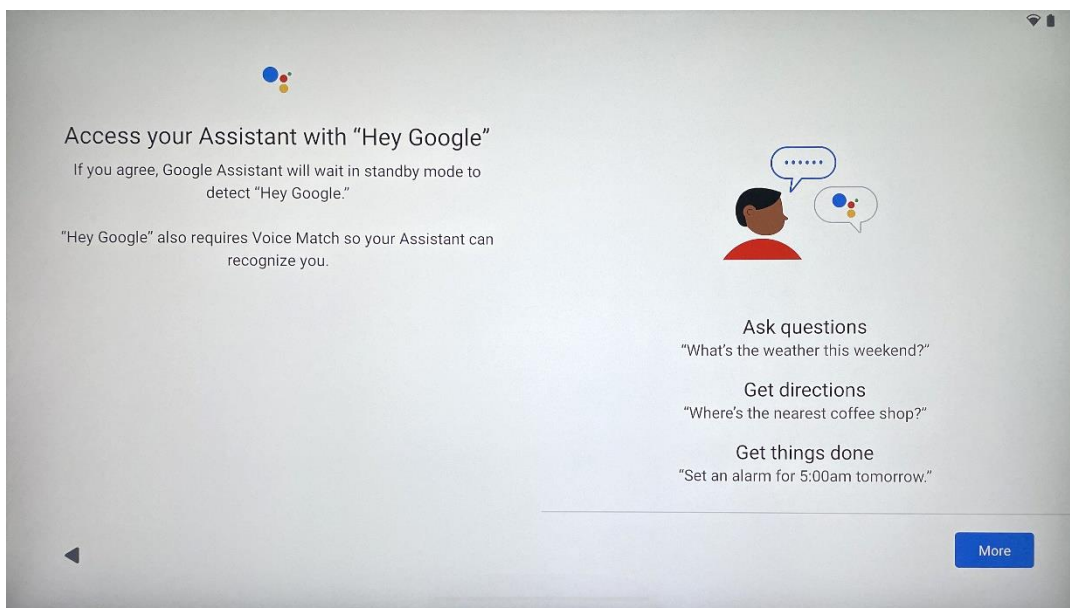 Access your Assistant with “Hey Google”
If you agree, Google Assistant will wait in standby mode to
detect “Hey Google.”
“Hey Google” also requires Voice Match so your Assistant can
recognize you.
Ask questions
“What’s the weather this weekend?”
Get directions
“Where’s the nearest coffee shop?”
Get things done
“Set an alarm for 5:00am tomorrow.”
More